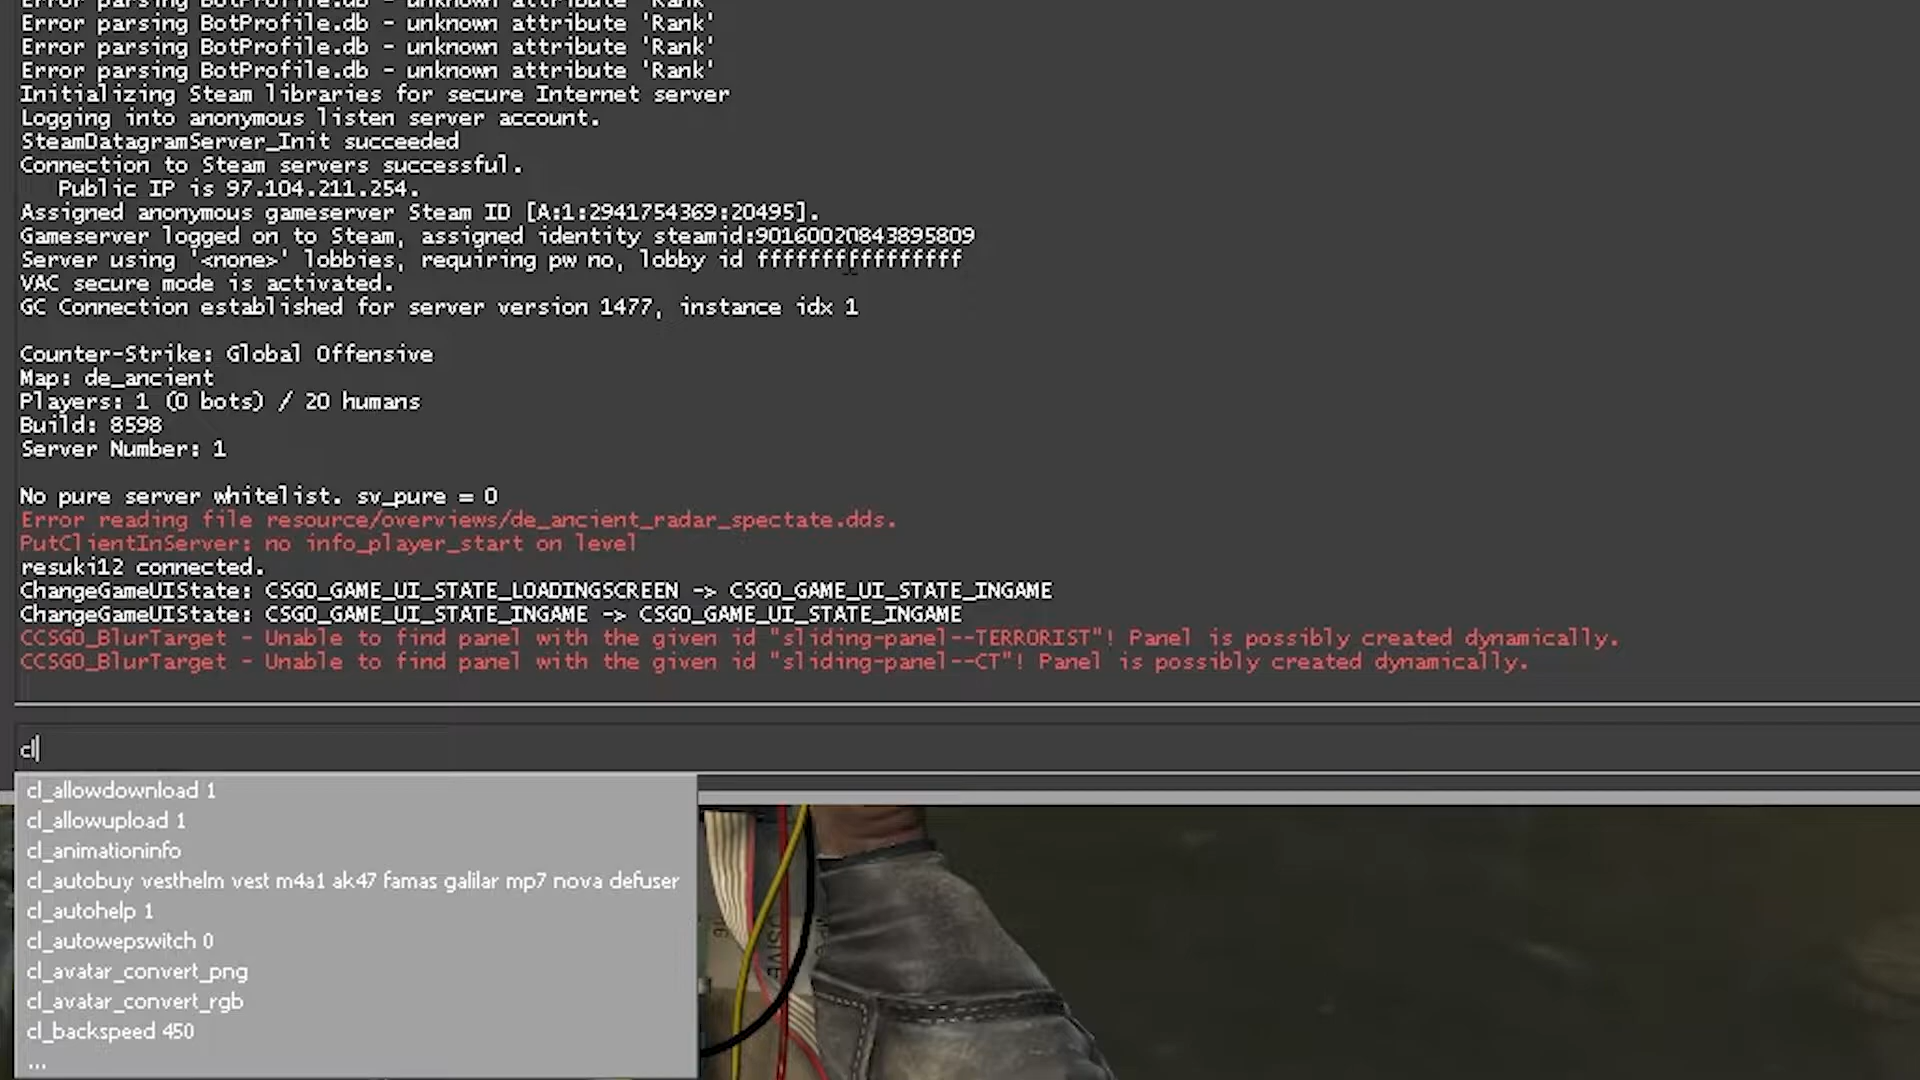 Error parsing BotProfile.db - unknown attribute 'Rank'
Error parsing BotProfile.db - unknown attribute 'Rank'
Error parsing BotProfile.db - unknown attribute 'Rank'
Error parsing BotProfile.db - unknown attribute 'Rank'
Initializing Steam libraries for secure Internet server
Logging into anonymous listen server account.
SteamDatagramServer_Init succeeded
Connection to Steam servers successful.
Public IP is 97.104.211.254.
Assigned anonymous gameserver Steam ID [A:1:2941754369:20495].
Gameserver logged on to Steam, assigned identity steamid:90160020843895809
Server using '<none>' lobbies, requiring pw no, lobby id ffffffffffffffff
VAC secure mode is activated.
GC Connection established for server version 1477, instance idx 1
Counter-Strike: Global Offensive
Map: de_ancient
Players: 1 (0 bots) / 20 humans
Build: 8598
Server Number: 1
No pure server whitelist. sv_pure = 0
Error reading file resource/overviews/de_ancient_radar_spectate.dds.
PutClientInServer: no info_player_start on level
resuki12 connected.
ChangeGameUIState: CSGO_GAME_UI_STATE_LOADINGSCREEN -> CSGO_GAME_UI_STATE_INGAME
ChangeGameUIState: CSGO_GAME_UI_STATE_INGAME -> CSGO_GAME_UI_STATE_INGAME
CCSGO_BlurTarget - Unable to find panel with the given id "sliding-panel--TERRORIST"! Panel is possibly created dynamically.
CCSGO_BlurTarget - Unable to find panel with the given id "sliding-panel--CT"! Panel is possibly created dynamically.
cl
cl_allowdownload 1
cl_allowupload 1
cl_animationinfo
cl_autobuy vesthelm vest m4a1 ak47 famas galilar mp7 nova defuser
cl_autohelp 1
cl_autowepswitch 0
cl_avatar_convert_png
cl_avatar_convert_rgb
cl_backspeed 450
...